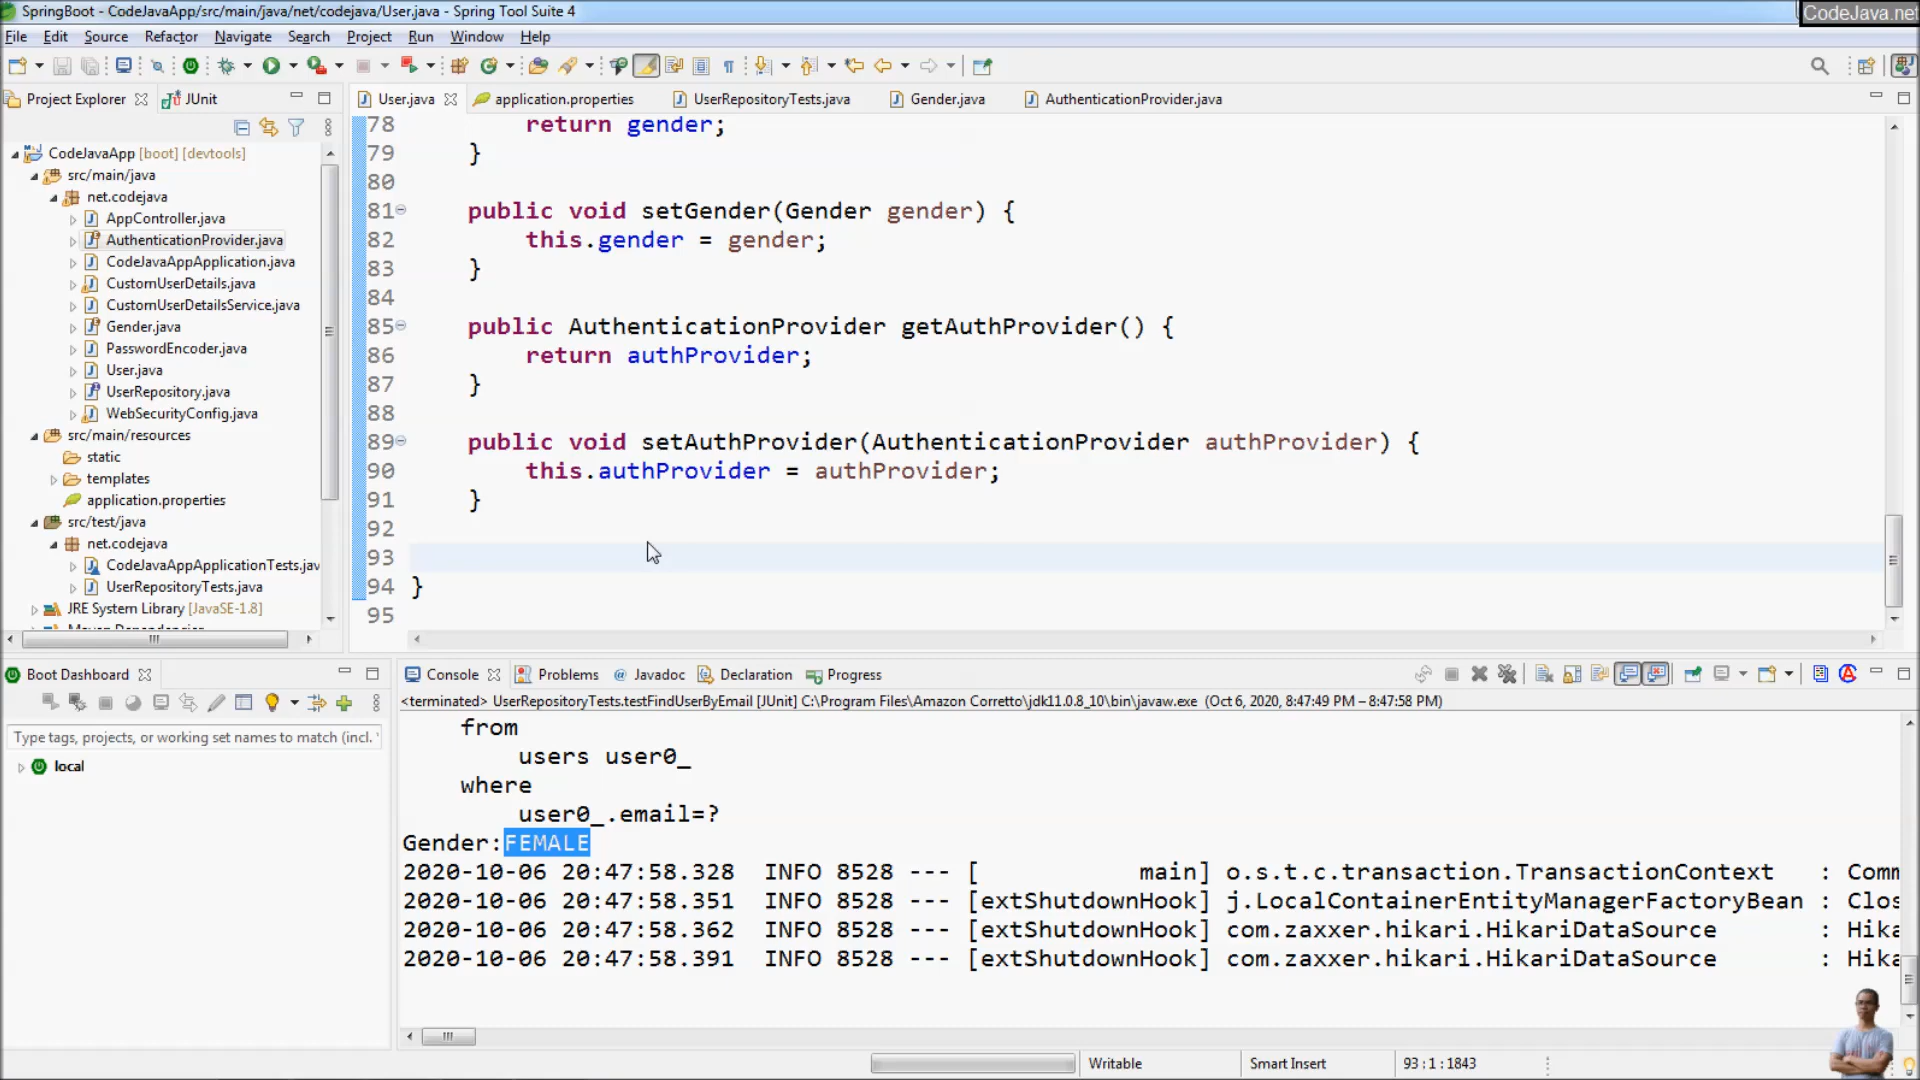 SpringBoot - CodeJavaApp/src/main/java/net/codejava/User.java - Spring Tool Suite 4
CodeJava.net
File Edit Source Refactor Navigate Search Project Run Window Help
Project Explorer JUnit
User.java application.properties UserRepositoryTests.java Gender.java AuthenticationProvider.java
CodeJavaApp [boot] [devtools]
src/main/java
net.codejava
AppController.java
AuthenticationProvider.java
CodeJavaAppApplication.java
CustomUserDetails.java
CustomUserDetailsService.java
Gender.java
PasswordEncoder.java
User.java
UserRepository.java
WebSecurityConfig.java
src/main/resources
static
templates
application.properties
src/test/java
net.codejava
CodeJavaAppApplicationTests.jav
UserRepositoryTests.java
JRE System Library [JavaSE-1.8]
78 return gender;
79 }
80
81 public void setGender(Gender gender) {
82 this.gender = gender;
83 }
84
85 public AuthenticationProvider getAuthProvider() {
86 return authProvider;
87 }
88
89 public void setAuthProvider(AuthenticationProvider authProvider) {
90 this.authProvider = authProvider;
91 }
92
93
94 }
95
Boot Dashboard
Type tags, projects, or working set names to match (incl. '
local
Console Problems @ Javadoc Declaration Progress
<terminated> UserRepositoryTests.testFindUserByEmail [JUnit] C:\Program Files\Amazon Corretto\jdk11.0.8_10\bin\javaw.exe (Oct 6, 2020, 8:47:49 PM – 8:47:58 PM)
from
users user0_
where
user0_.email=?
Gender:FEMALE
2020-10-06 20:47:58.328 INFO 8528 --- [ main] o.s.t.c.transaction.TransactionContext : Comm
2020-10-06 20:47:58.351 INFO 8528 --- [extShutdownHook] j.LocalContainerEntityManagerFactoryBean : Clos
2020-10-06 20:47:58.362 INFO 8528 --- [extShutdownHook] com.zaxxer.hikari.HikariDataSource : Hika
2020-10-06 20:47:58.391 INFO 8528 --- [extShutdownHook] com.zaxxer.hikari.HikariDataSource : Hika
Writable Smart Insert 93 : 1 : 1843